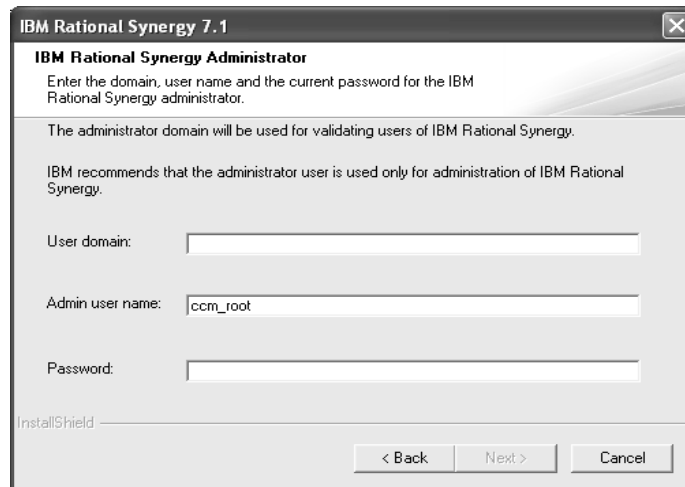 IBM Rational Synergy 7.1
IBM Rational Synergy Administrator
Enter the domain, user name and the current password for the IBM
Rational Synergy administrator.
The administrator domain will be used for validating users of IBM Rational Synergy.
IBM recommends that the administrator user is used only for administration of IBM Rational
Synergy.
User domain:
Admin user name: ccm_root
Password:
InstallShield
< Back Next > Cancel